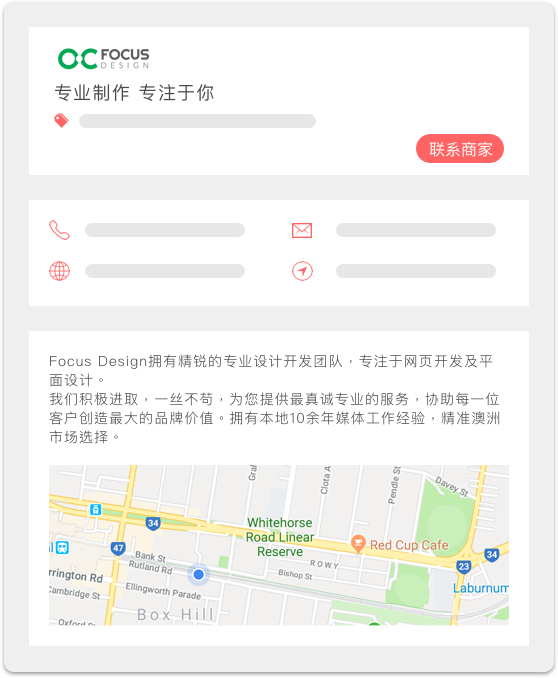 OC FOCUS
DESIGN
专业制作 专注于你
联系商家
Focus Design拥有精锐的专业设计开发团队，专注于网页开发及平
面设计。
我们积极进取，一丝不苟，为您提供最真诚专业的服务，协助每一位
客户创造最大的品牌价值。拥有本地10余年媒体工作经验，精准澳洲
市场选择。
Clota A
Pendle St
Davey St
34
Whitehorse
Road Linear
Reserve
Red Cup Cafe
47
Bank St
Rutland Rd
ROWY
Bishop St
34
23
rrington Rd
Cambridge St
Ellingworth Parade
Laburnum
Box Hill
Oxford St